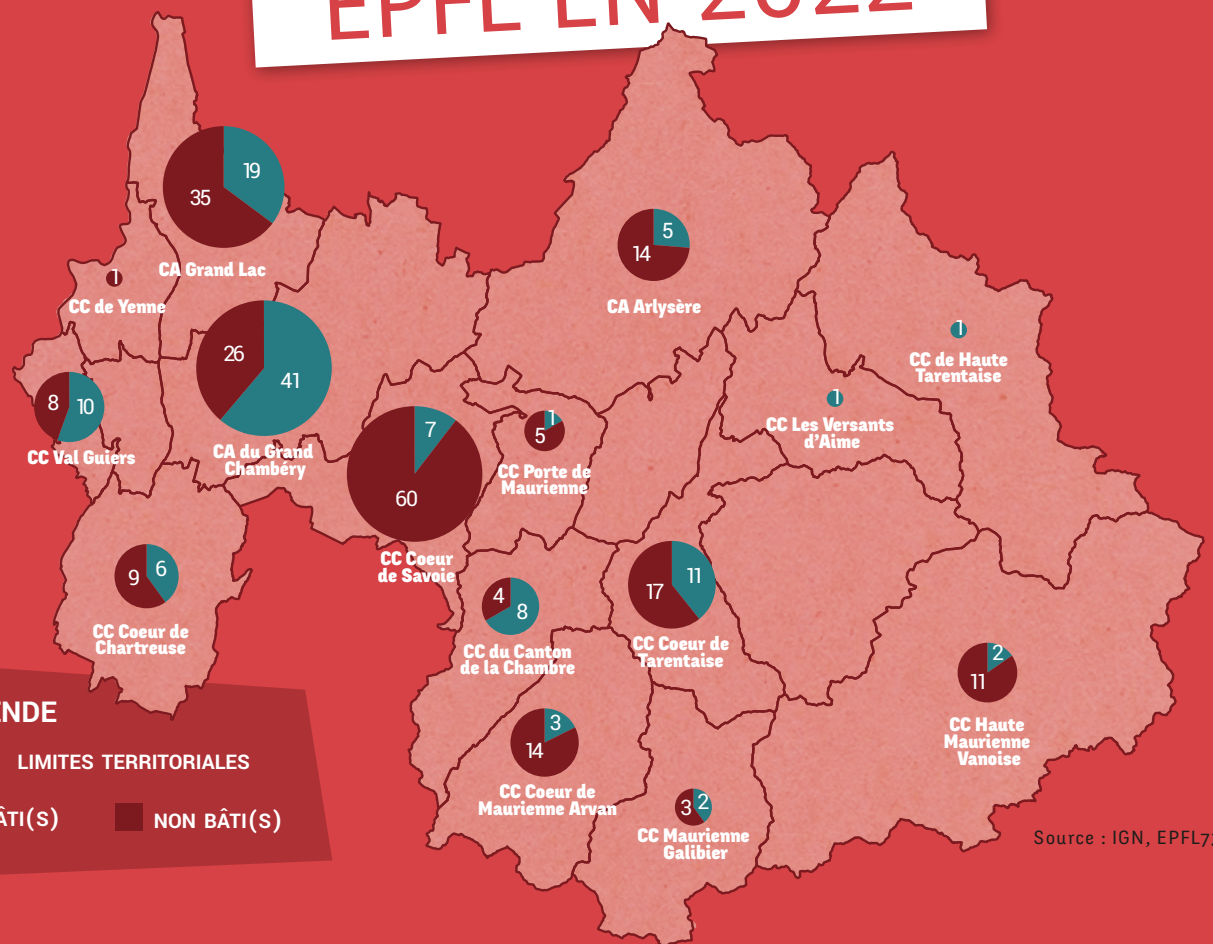 EPFL EN 2022
19
35
CA Grand Lac
1
CC de Yenne
5
14
CA Arlysère
1
CC de Haute
Tarentaise
26
41
CA du Grand
Chambéry
8
10
CC Val Guiers
1
CC Les Versants
d'Aime
7
60
CC Coeur
de Savoie
1
5
CC Porte de
Maurienne
9
6
CC Coeur de
Chartreuse
4
8
CC du Canton
de la Chambre
17
11
CC Coeur de
Tarentaise
2
11
CC Haute
Maurienne
Vanoise
3
14
CC Coeur de
Maurienne Arvan
3
2
CC Maurienne
Galibier
ENDE
LIMITES TERRITORIALES
ÂTI(S)
NON BÂTI(S)
Source : IGN, EPFL7